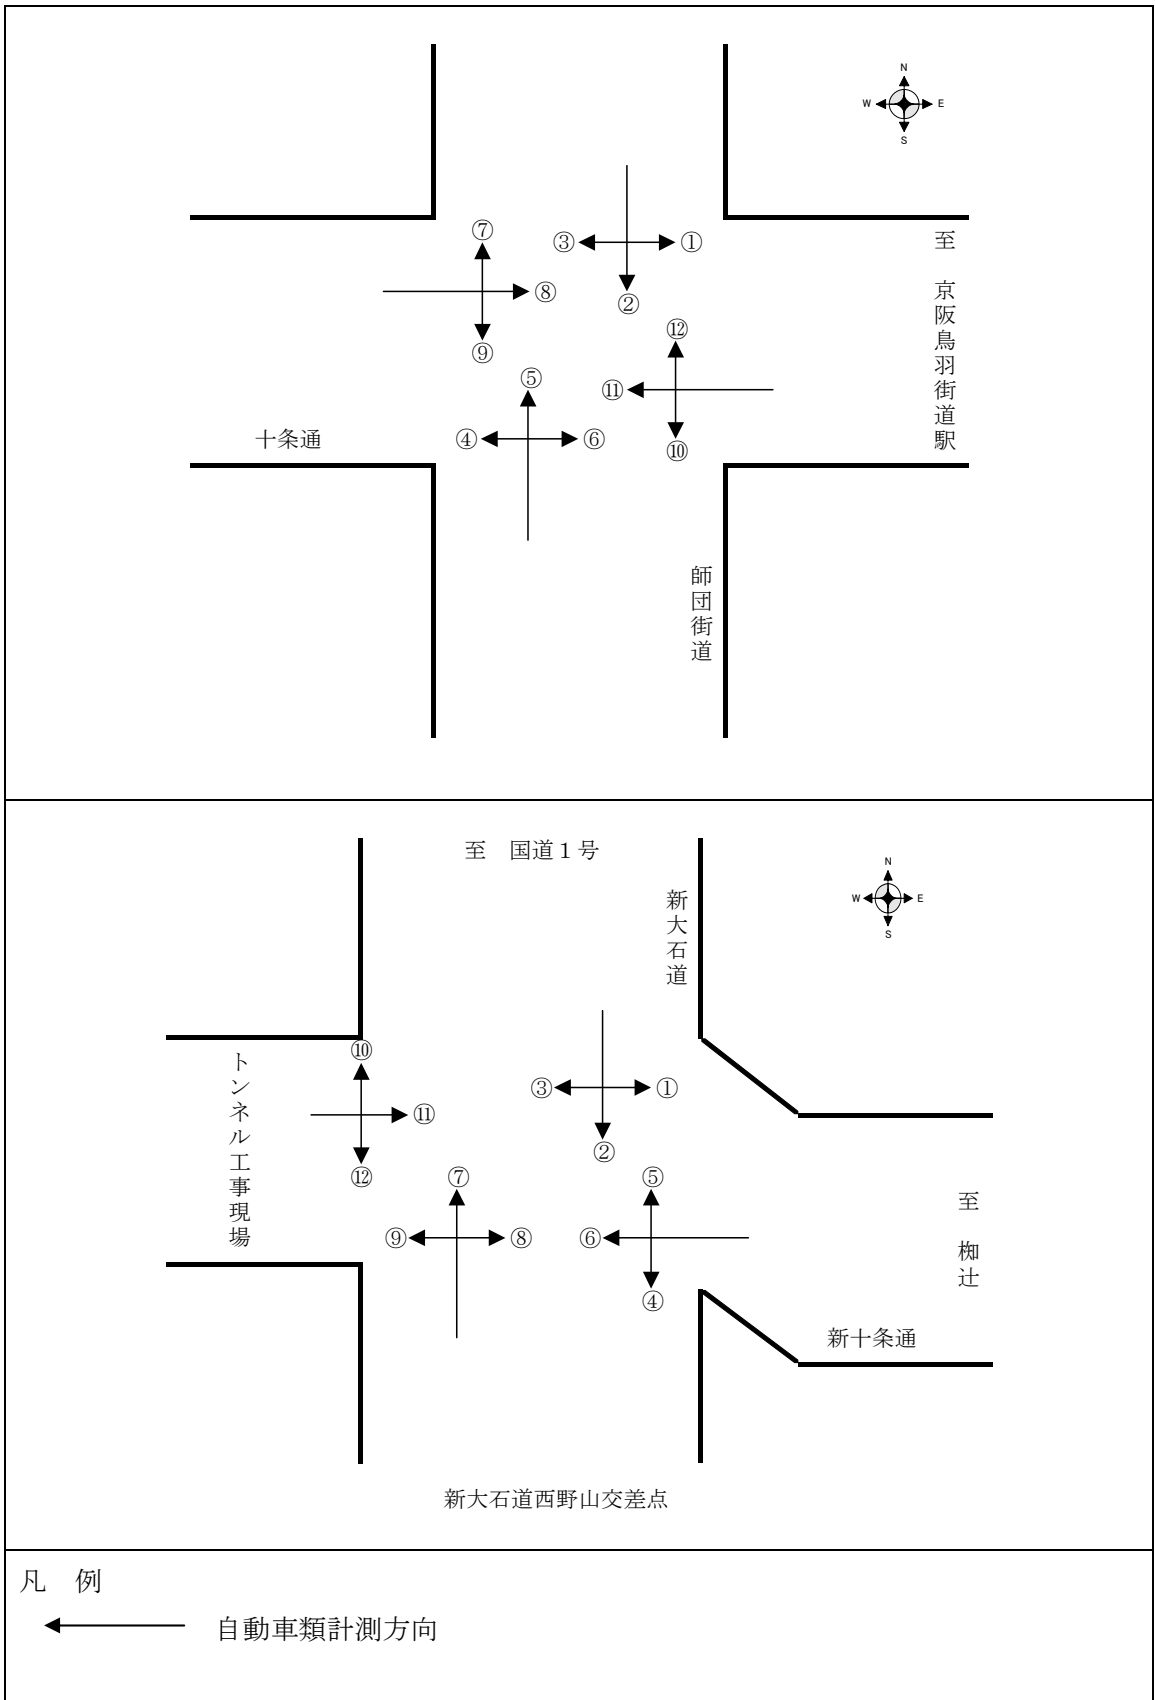 N
W E
S
⑦
③ ①
⑧
②
⑫
⑨
⑤
⑪
④ ⑥
⑩
十条通
至 京阪鳥羽街道駅
師団街道
至 国道1号
新大石道
N
W E
S
トンネル工事現場
⑩
③ ①
⑪
②
⑫
⑦ ⑤
⑨ ⑧ ⑥
④
至 椥辻
新十条通
新大石道西野山交差点
凡 例
自動車類計測方向